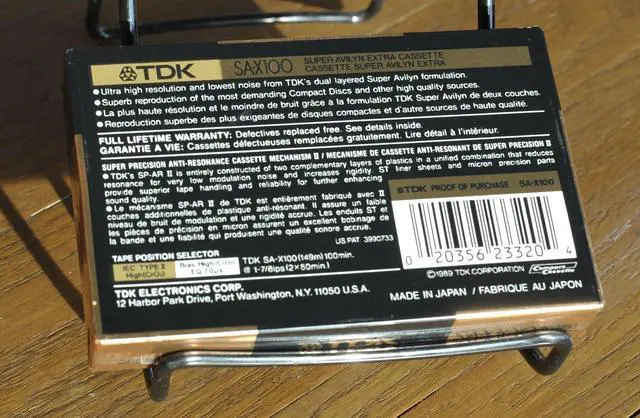 TDK SA-X100 SUPER AVILYN EXTRA CASSETTE
CASSETTE SUPER AVILYN EXTRA
• Ultra high resolution and lowest noise from TDK's dual layered Super Avilyn formulation.
• Superb reproduction of the most demanding Compact Discs and other high quality sources.
• La plus haute résolution et le moindre de bruit grâce à la formulation TDK Super Avilyn de deux couches.
• Reproduction superbe des plus exigeantes de disques compactes et d'autres sources de haute qualité.
FULL LIFETIME WARRANTY: Defectives replaced free. See details inside.
GARANTIE A VIE: Cassettes défectueuses remplacées gratuitement. Lire détail à l'intérieur.
SUPER PRECISION ANTI-RESONANCE CASSETTE MECHANISM II / MECANISME DE CASSETTE ANTI-RESONANT DE SUPER PRECISION II
• TDK's SP-AR II is entirely constructed of two complementary layers of plastics in a unified combination that reduces
resonance for very low modulation noise and increases rigidity. ST liner sheets and micron precision parts
provide superior tape handling and reliability for further enhancing
sound quality.
• Le mécanisme SP-AR II de TDK est entièrement fabriqué avec II
couches additionnelles de plastique anti-résonant. Il assure un faible
niveau de bruit de modulation et une rigidité accrue. Les enduits ST et
les pièces de précision en micron assurent un excellent bobinage de
la bande et une fiabilité qui produisent une qualité sonore accrue.
US.PAT. 3990733
TDK PROOF OF PURCHASE SA-X100
0 20356 23320 4
©1989 TDK CORPORATION Compact Cassette
TAPE POSITION SELECTOR
IEC TYPE II
High(CrO₂)
Bias High(CrO₂)
EQ 70μs
TDK SA-X100(149m)100min.
@ 1-7/8ips(2×50min.)
TDK ELECTRONICS CORP.
12 Harbor Park Drive, Port Washington, N.Y. 11050 U.S.A.
MADE IN JAPAN / FABRIQUE AU JAPON
TDK